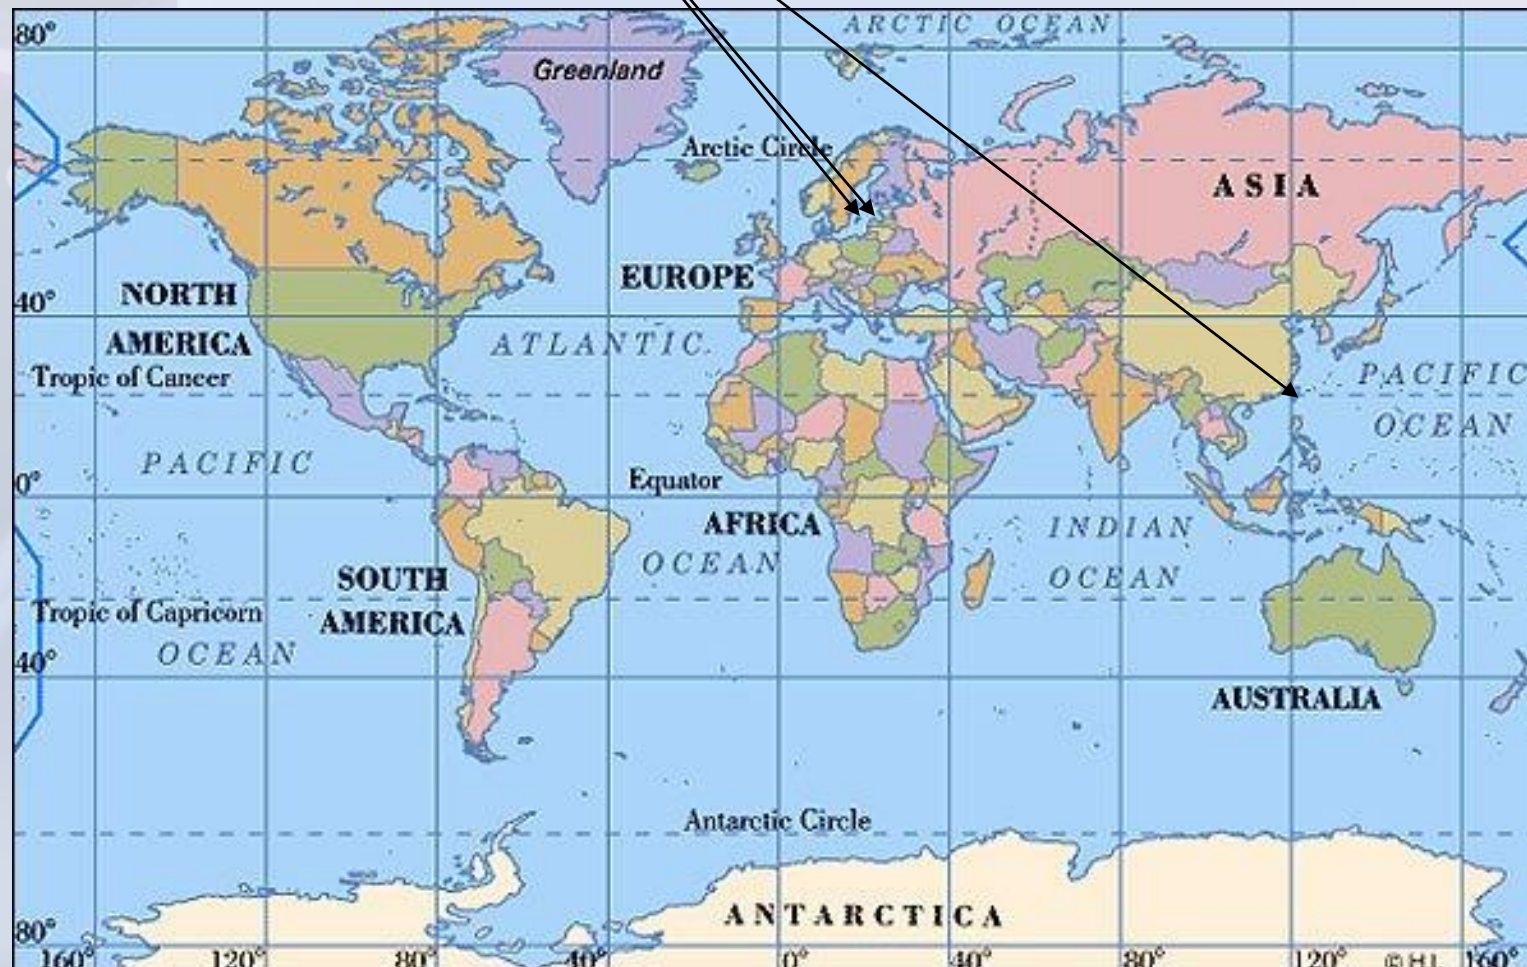 80°
ARCTIC OCEAN
Greenland
Arctic Circle
ASIA
EUROPE
NORTH
AMERICA
40°
ATLANTIC
Tropic of Cancer
PACIFIC
OCEAN
PACIFIC
0°
Equator
AFRICA
INDIAN
OCEAN
OCEAN
SOUTH
AMERICA
Tropic of Capricorn
OCEAN
40°
AUSTRALIA
Antarctic Circle
ANTARCTICA
80°
160° 120° 80° 40° 0° 40° 80° 120° 160°